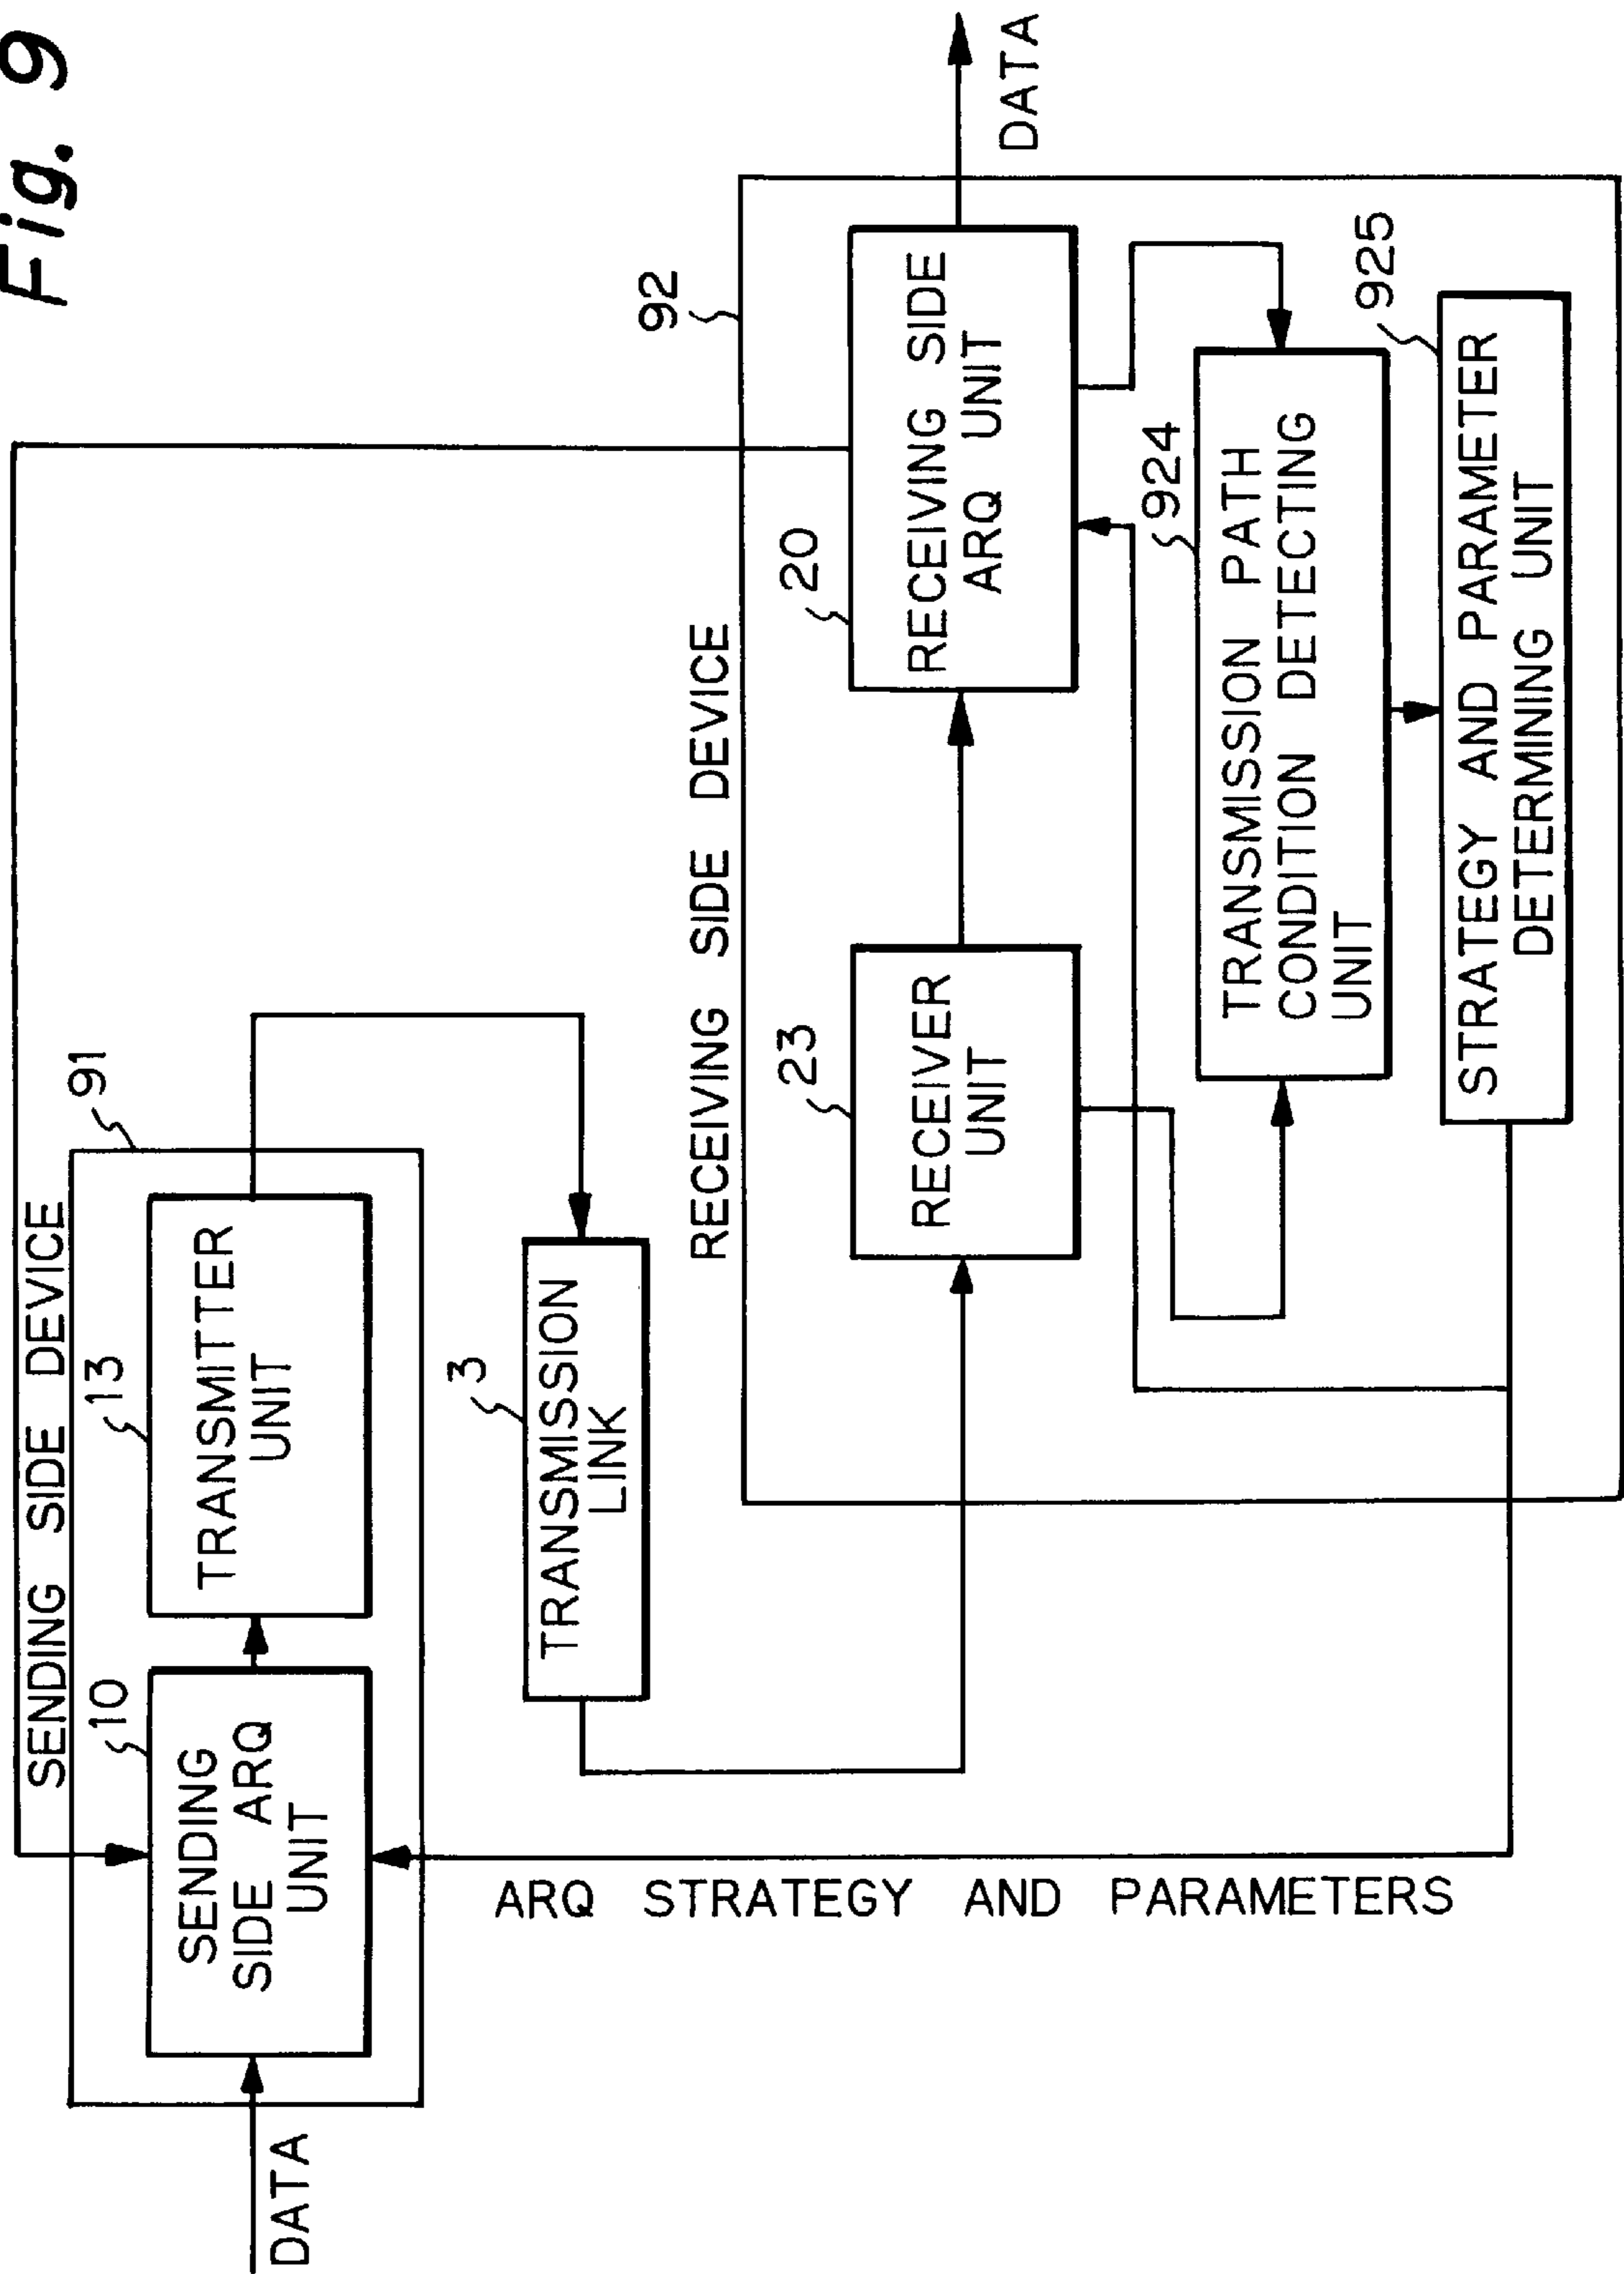 Fig. 9
SENDING SIDE DEVICE
91
10
SENDING
SIDE ARQ
UNIT
13
TRANSMITTER
UNIT
DATA
3
TRANSMISSION
LINK
ARQ STRATEGY AND PARAMETERS
RECEIVING SIDE DEVICE
92
23
RECEIVER
UNIT
20
RECEIVING SIDE
ARQ UNIT
DATA
924
TRANSMISSION PATH
CONDITION DETECTING
UNIT
925
STRATEGY AND PARAMETER
DETERMINING UNIT